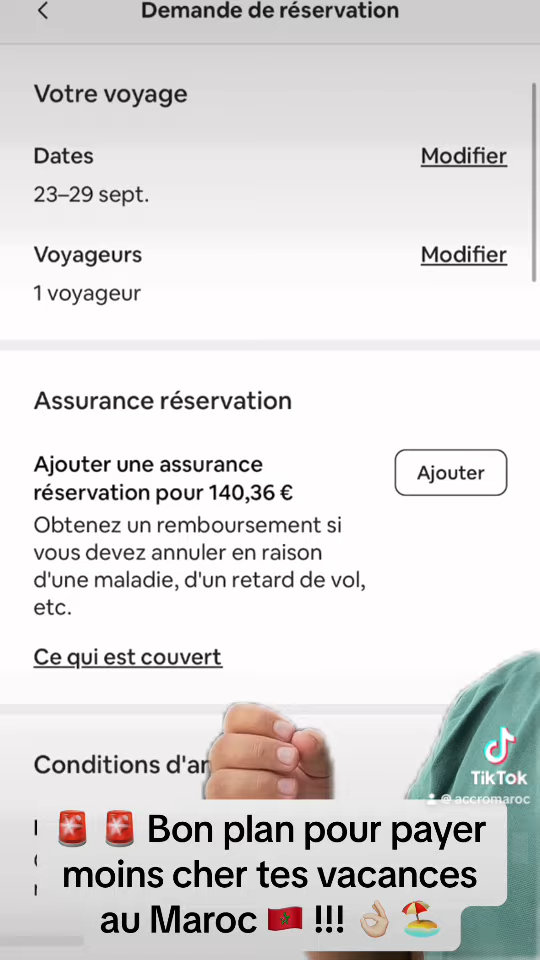 Demande de réservation
Votre voyage
Dates
Modifier
23–29 sept.
Voyageurs
Modifier
1 voyageur
Assurance réservation
Ajouter une assurance
réservation pour 140,36 €
Ajouter
Obtenez un remboursement si
vous devez annuler en raison
d'une maladie, d'un retard de vol,
etc.
Ce qui est couvert
Conditions d'an
TikTok
@ accromaroc
🚨 🚨 Bon plan pour payer
moins cher tes vacances
au Maroc 🇲🇦 !!! 👌🏼 🏖️